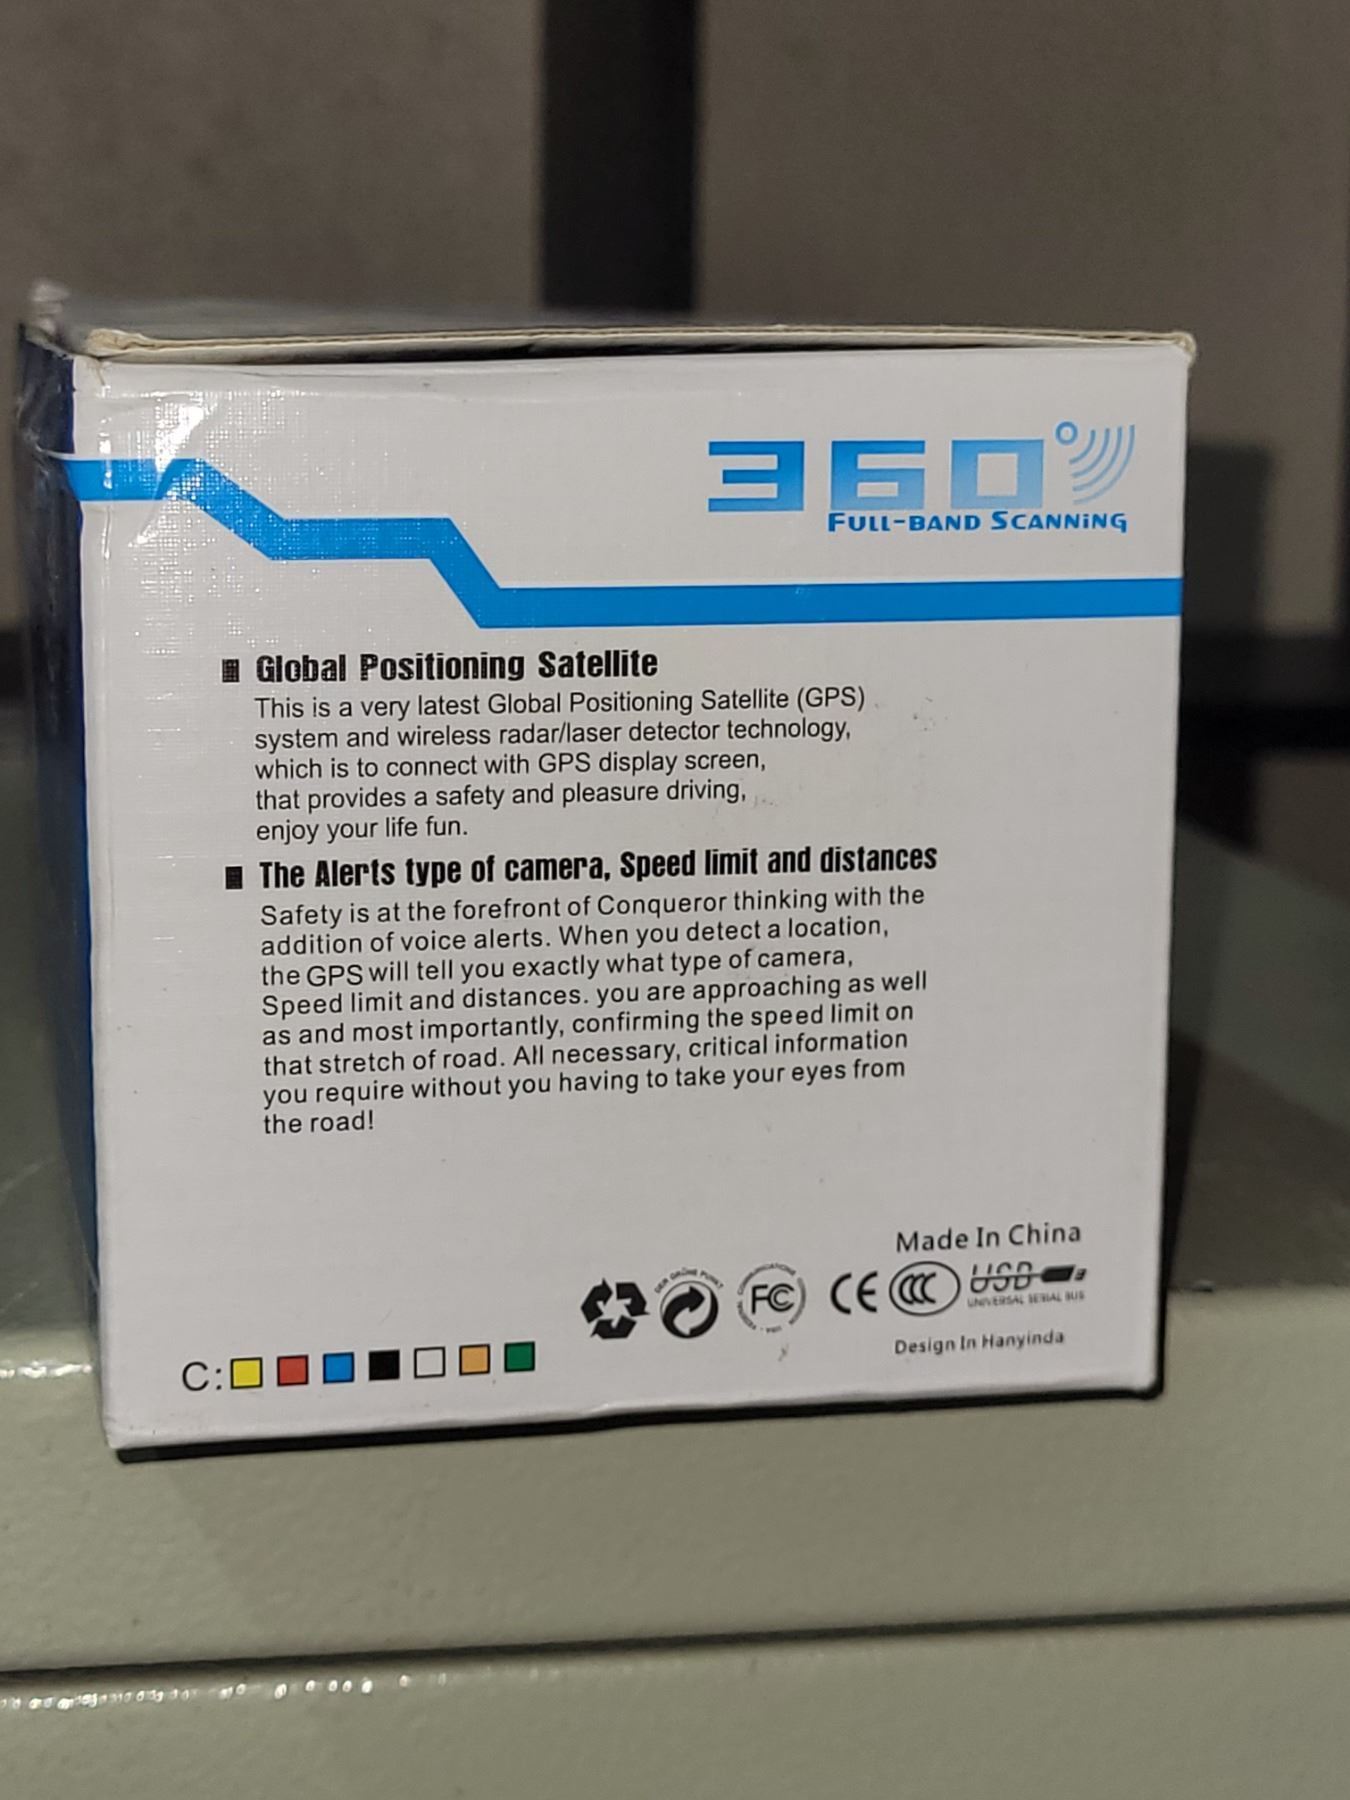 360°
FULL-BAND SCANNiNG
Global Positioning Satellite
This is a very latest Global Positioning Satellite (GPS)
system and wireless radar/laser detector technology,
which is to connect with GPS display screen,
that provides a safety and pleasure driving,
enjoy your life fun.
The Alerts type of camera, Speed limit and distances
Safety is at the forefront of Conqueror thinking with the
addition of voice alerts. When you detect a location,
the GPS will tell you exactly what type of camera,
Speed limit and distances. you are approaching as well
as and most importantly, confirming the speed limit on
that stretch of road. All necessary, critical information
you require without you having to take your eyes from
the road!
Made In China
DER GRÜNE PUNKT
COMMUNICATIONS
FEDERAL
FC
CE
CCC
USB
UNIVERSAL SERIAL BUS
Design In Hanyinda
C: